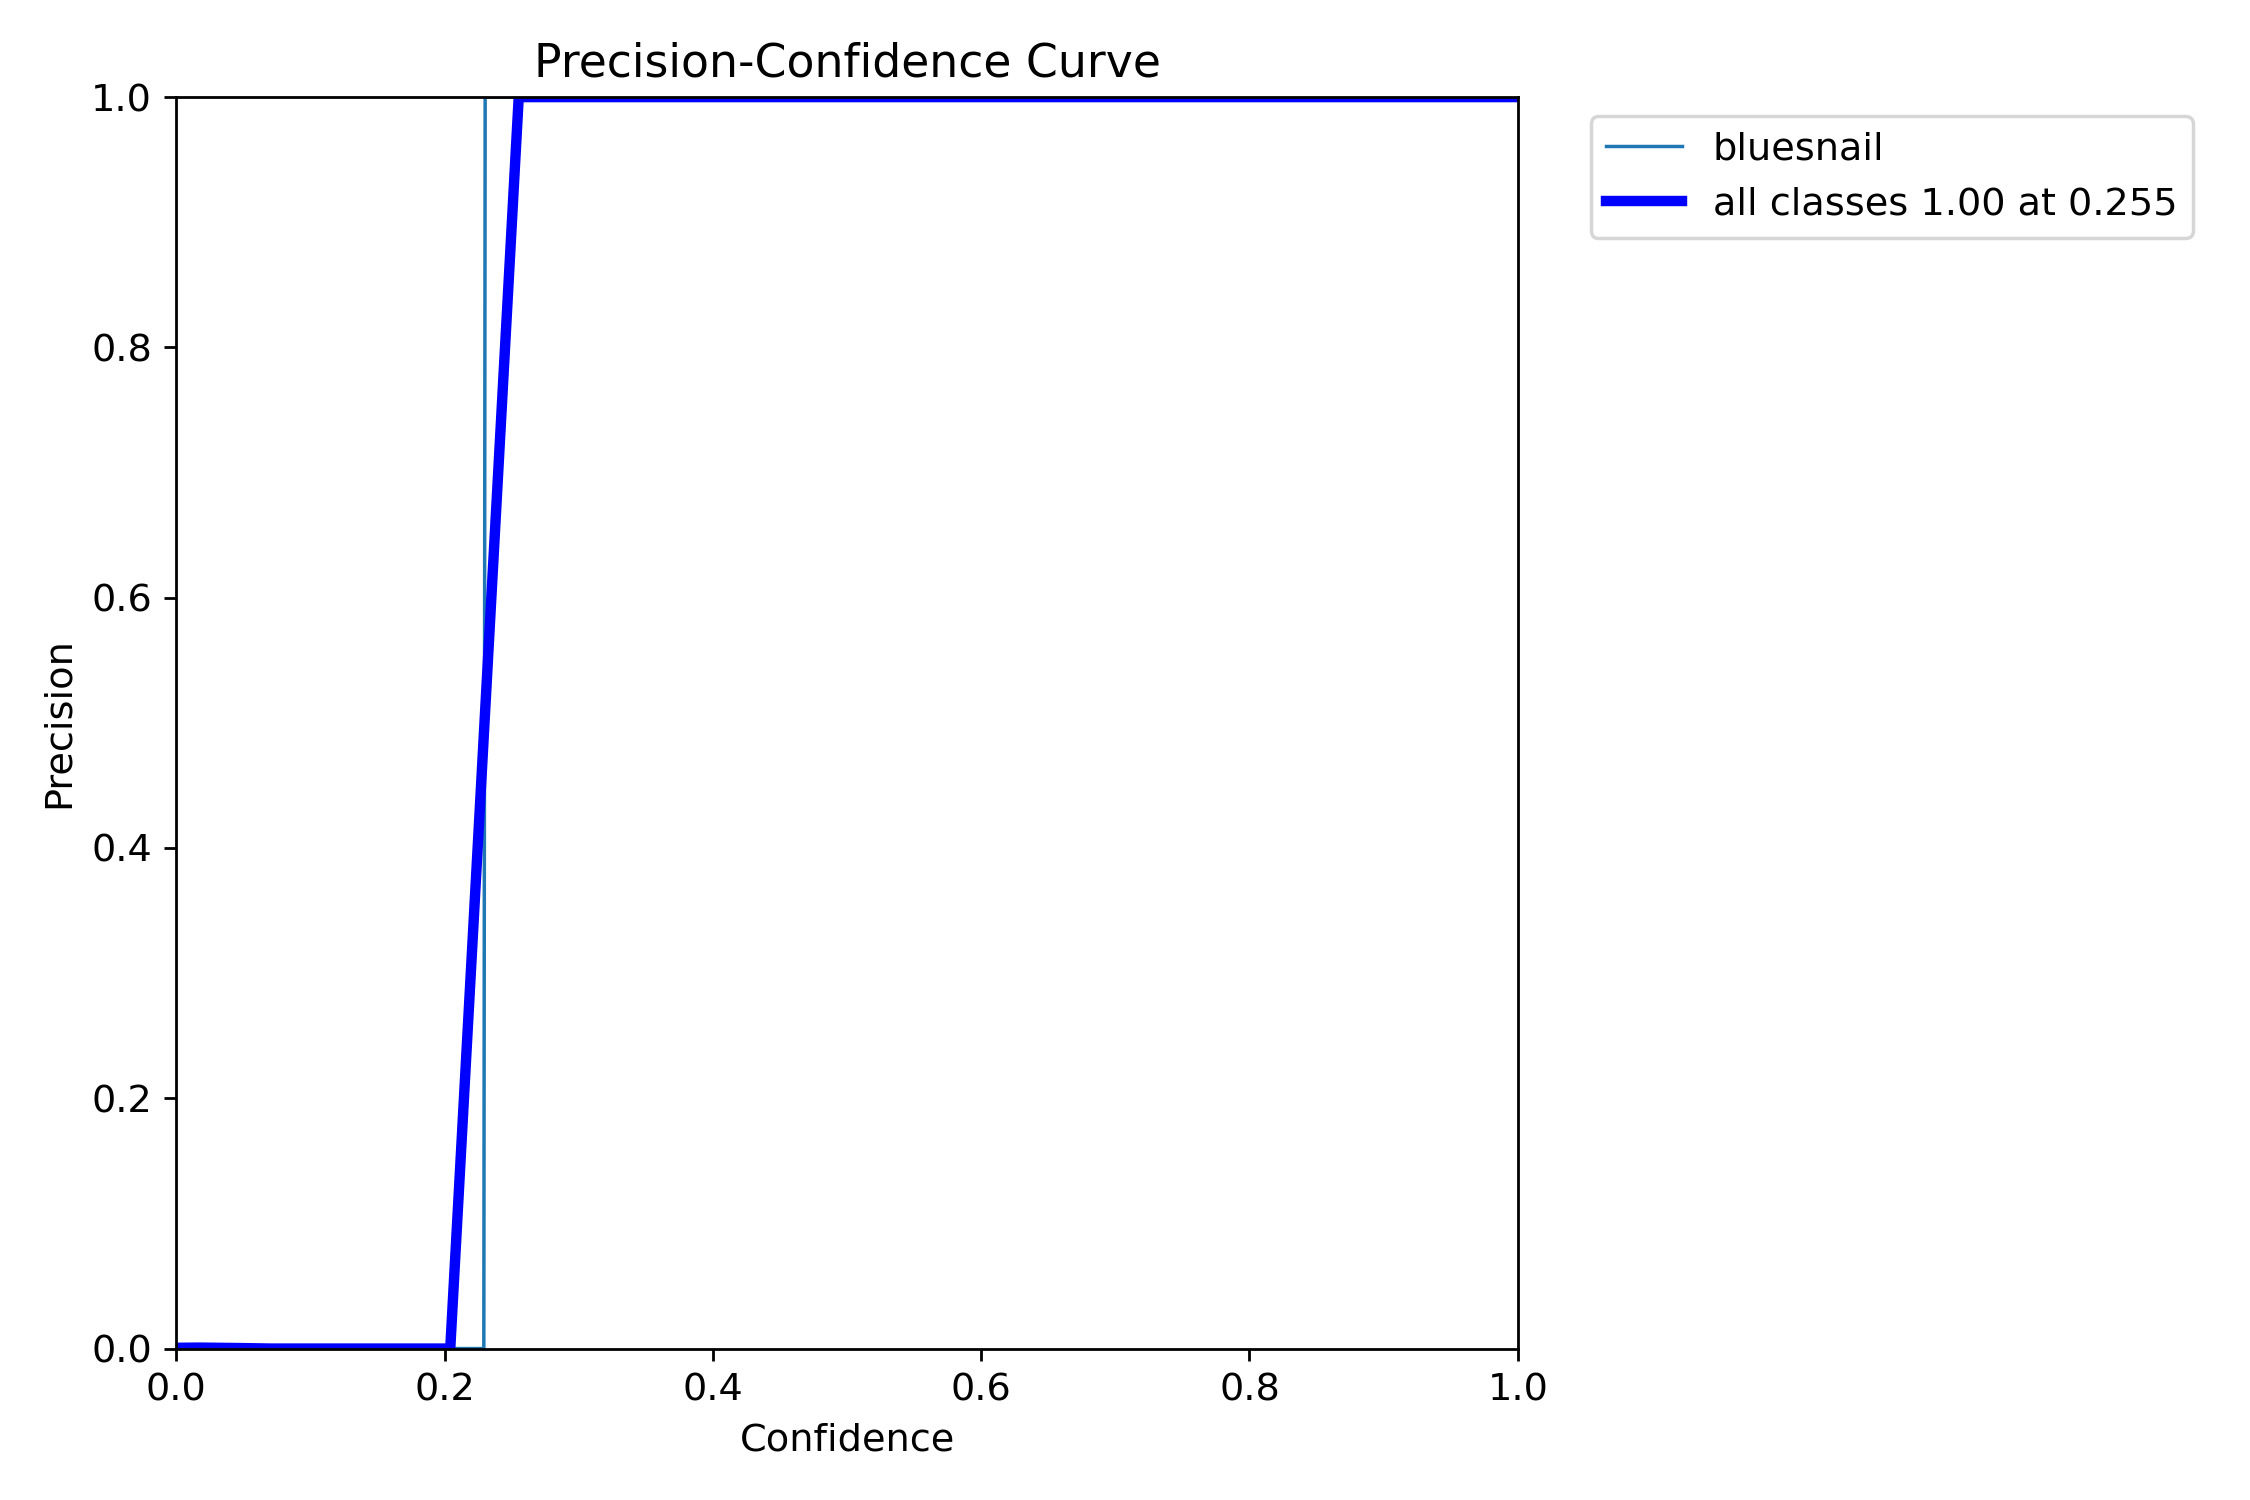 Precision-Confidence Curve
1.0
0.8
0.6
0.4
0.2
0.0
Precision
0.0 0.2 0.4 0.6 0.8 1.0
Confidence
bluesnail
all classes 1.00 at 0.255